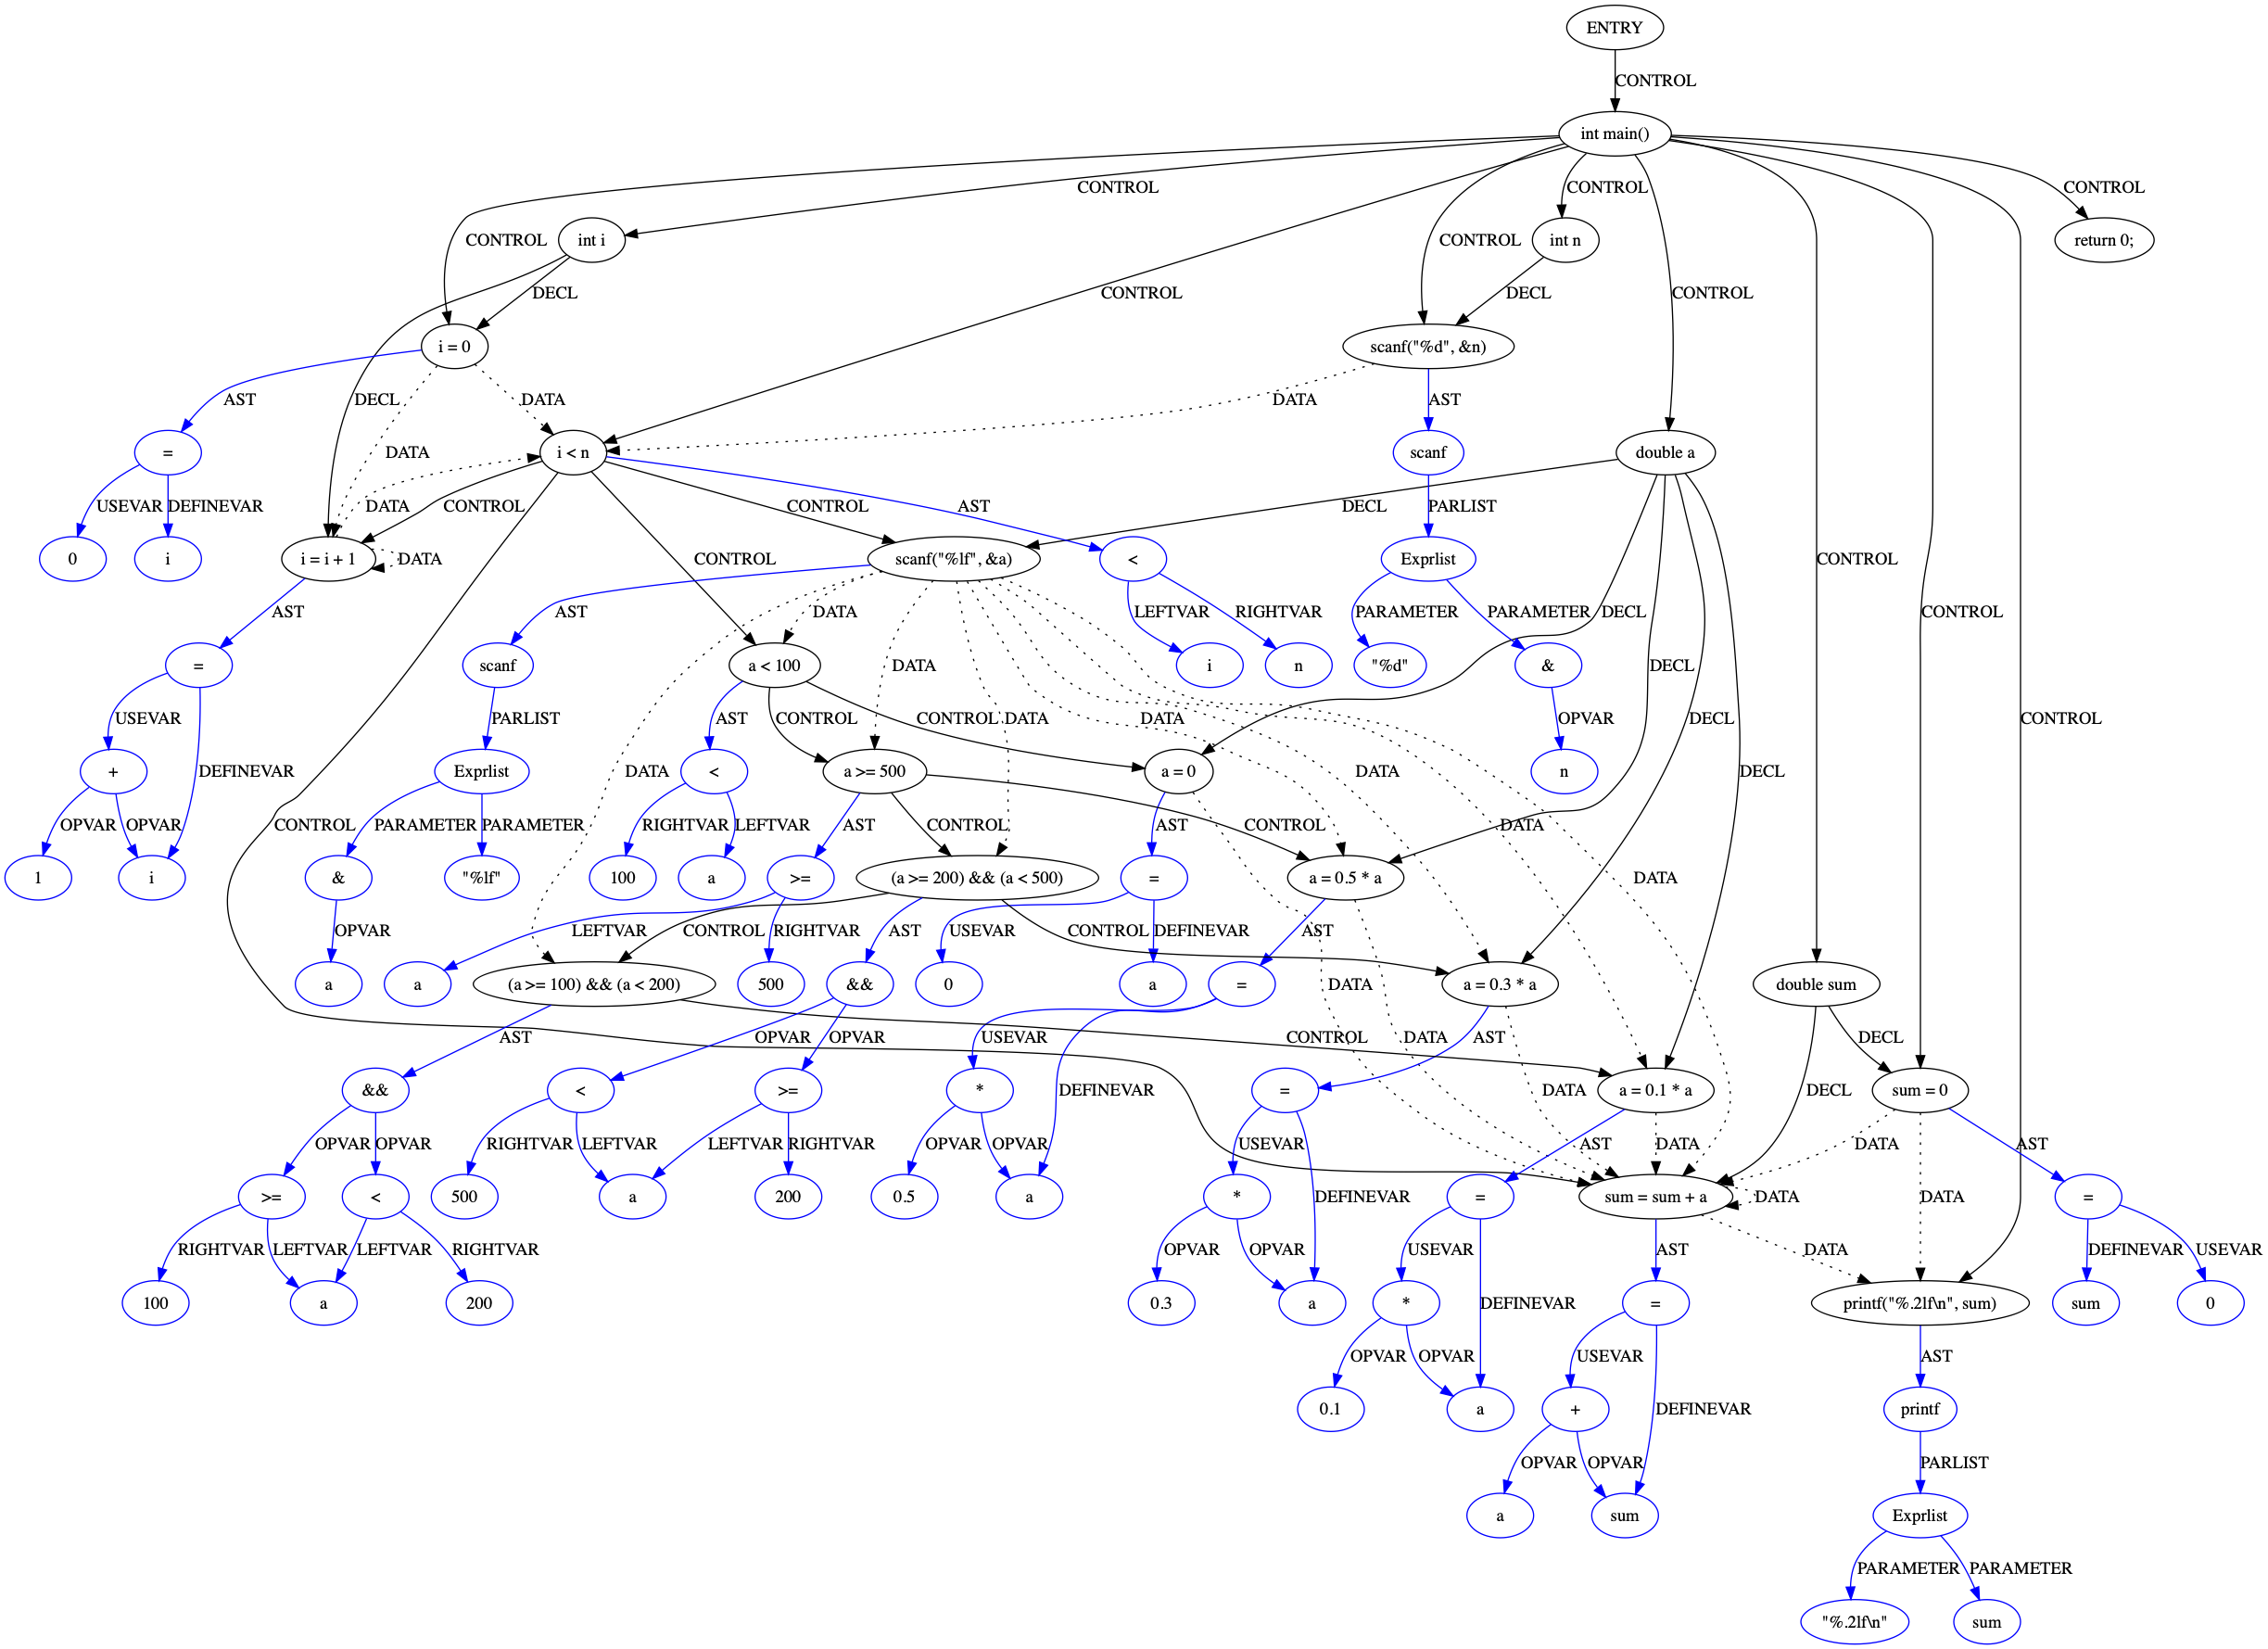 ENTRY
CONTROL
int main()
CONTROL CONTROL CONTROL
int i int n return 0;
CONTROL CONTROL
DECL CONTROL DECL CONTROL
i = 0 scanf("%d", &n)
AST DECL DATA DATA AST
= DATA i < n scanf double a
USEVAR DEFINEVAR DATA CONTROL CONTROL AST DECL PARLIST
0 i i = i + 1 DATA CONTROL scanf("%lf", &a) < Exprlist CONTROL
AST AST DATA LEFTVAR RIGHTVAR PARAMETER PARAMETER DECL CONTROL
= scanf a < 100 DATA i n "%d" & DECL
USEVAR PARLIST AST CONTROL CONTROL DATA DATA OPVAR DECL CONTROL
+ DEFINEVAR Exprlist DATA < a >= 500 a = 0 DATA n DECL
OPVAR OPVAR CONTROL PARAMETER PARAMETER RIGHTVAR LEFTVAR AST CONTROL AST CONTROL DATA
1 i & "%lf" 100 a >= (a >= 200) && (a < 500) = a = 0.5 * a DATA
OPVAR LEFTVAR CONTROL RIGHTVAR AST USEVAR CONTROL DEFINEVAR AST
a a (a >= 100) && (a < 200) 500 && 0 a = DATA a = 0.3 * a double sum
AST OPVAR OPVAR USEVAR CONTROL DATA AST DECL
&& < >= * DEFINEVAR = a = 0.1 * a DECL sum = 0
OPVAR OPVAR RIGHTVAR LEFTVAR LEFTVAR RIGHTVAR OPVAR OPVAR USEVAR DATA AST DATA DATA AST
>= < 500 a 200 0.5 a * DEFINEVAR = sum = sum + a DATA DATA =
RIGHTVAR LEFTVAR LEFTVAR RIGHTVAR OPVAR OPVAR USEVAR AST DATA DEFINEVAR USEVAR
100 a 200 0.3 a * DEFINEVAR = printf("%.2lf\n", sum) sum 0
OPVAR OPVAR USEVAR AST
0.1 a + DEFINEVAR printf
OPVAR OPVAR PARLIST
a sum Exprlist
PARAMETER PARAMETER
"%.2lf\n" sum